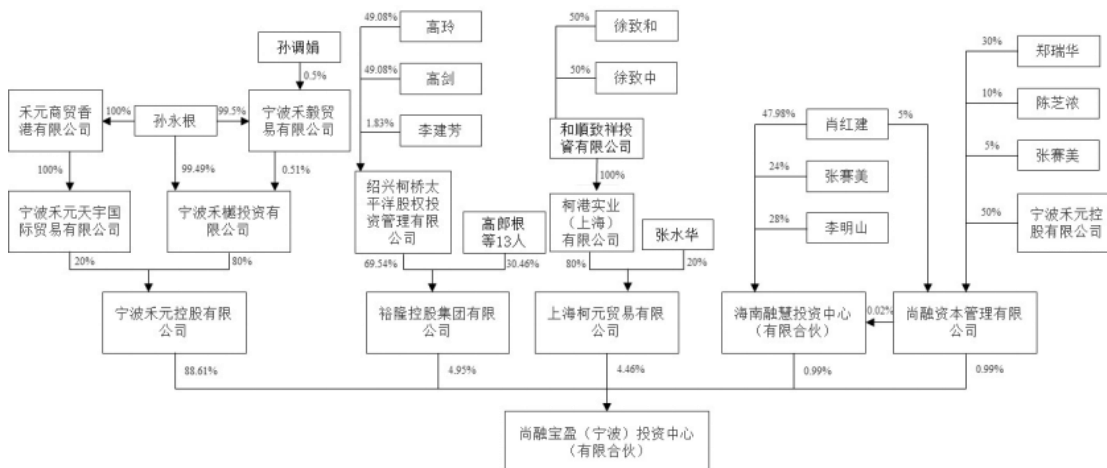 49.08%
高玲
50%
徐致和
孙调娟
30%
郑瑞华
0.5%
49.08%
高剑
50%
徐致中
禾元商贸香
港有限公司
100%
孙永根
99.5%
宁波禾毅贸
易有限公司
10%
陈芝浓
1.83%
李建芳
和順致祥投
資有限公司
47.98%
肖红建
5%
5%
张赛美
100%
99.49%
0.51%
100%
24%
张赛美
宁波禾元天宇国
际贸易有限公司
宁波禾樾投资有
限公司
绍兴柯桥太
平洋股权投
资管理有限
公司
高郎根
等13人
柯港实业
（上海）
有限公司
张水华
28%
李明山
50%
宁波禾元控
股有限公司
20%
80%
69.54%
30.46%
80%
20%
宁波禾元控股有限
公司
裕隆控股集团有限
公司
上海柯元贸易有限
公司
海南融慧投资中心
（有限合伙）
0.02%
尚融资本管理有限
公司
88.61%
4.95%
4.46%
0.99%
0.99%
尚融宝盈（宁波）投资中心
（有限合伙）